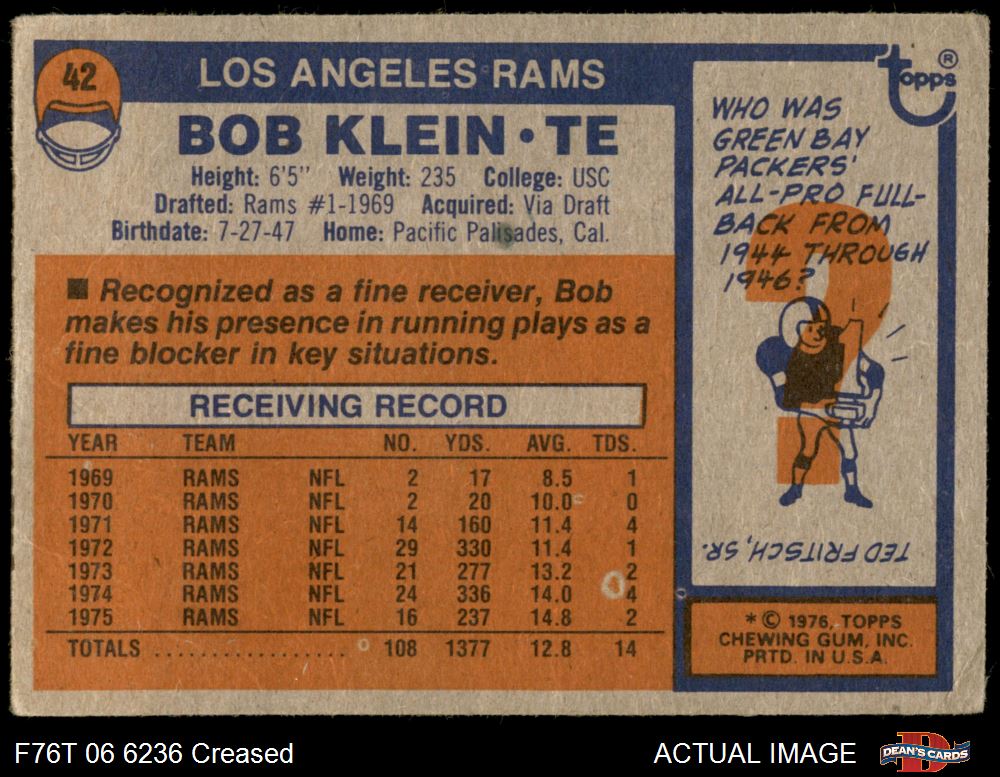 42
LOS ANGELES RAMS
BOB KLEIN • TE
Height: 6'5" Weight: 235 College: USC
Drafted: Rams #1-1969 Acquired: Via Draft
Birthdate: 7-27-47 Home: Pacific Palisades, Cal.
■ Recognized as a fine receiver, Bob
makes his presence in running plays as a
fine blocker in key situations.
RECEIVING RECORD
YEAR TEAM NO. YDS. AVG. TDS.
1969 RAMS NFL 2 17 8.5 1
1970 RAMS NFL 2 20 10.0 0
1971 RAMS NFL 14 160 11.4 4
1972 RAMS NFL 29 330 11.4 1
1973 RAMS NFL 21 277 13.2 2
1974 RAMS NFL 24 336 14.0 4
1975 RAMS NFL 16 237 14.8 2
TOTALS .................. 108 1377 12.8 14
topps ®
WHO WAS
GREEN BAY
PACKERS'
ALL-PRO FULL-
BACK FROM
1944 THROUGH
1946?
?
TED FRITSCH, SR.
* © 1976, TOPPS
CHEWING GUM, INC.
PRTD. IN U.S.A.
F76T 06 6236 Creased
ACTUAL IMAGE
DEAN'S CARDS